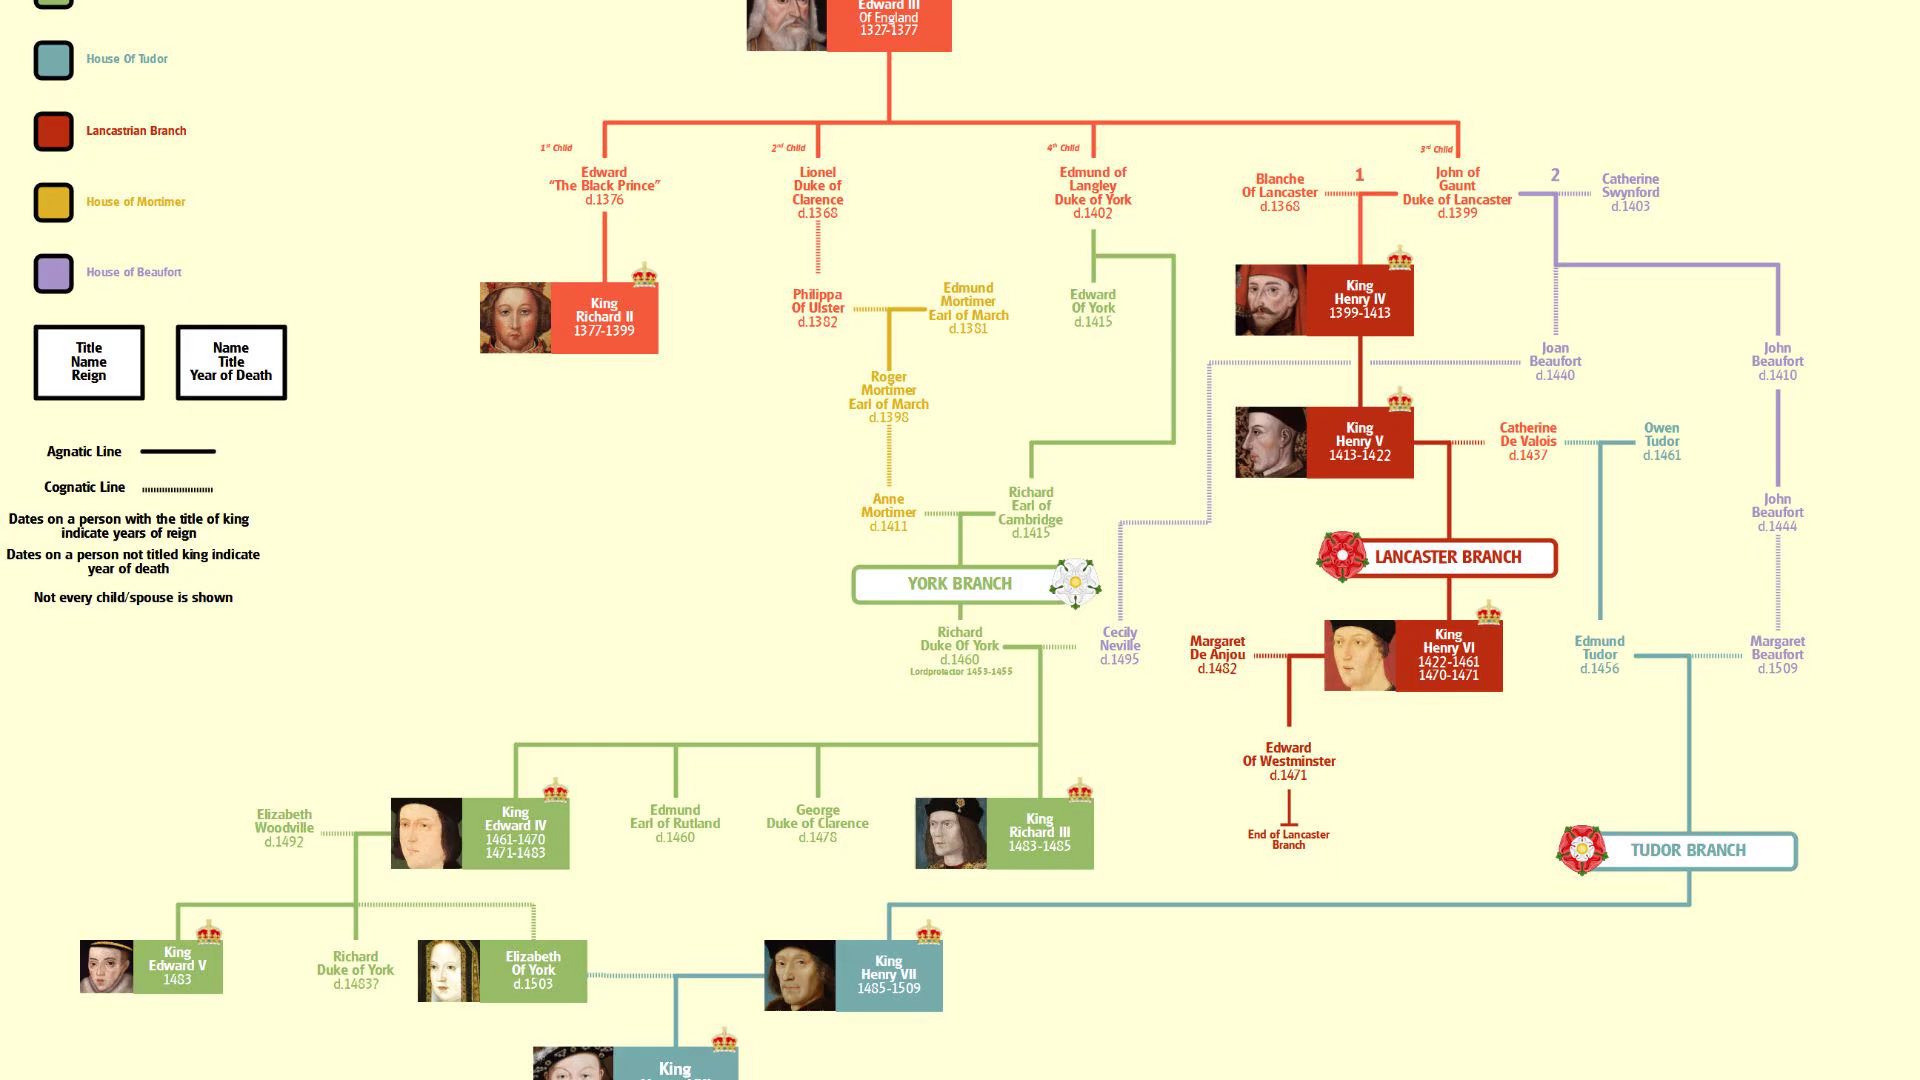 Edward III
Of England
1327-1377
House Of Tudor
Lancastrian Branch
House of Mortimer
House of Beaufort
Title
Name
Reign
Name
Title
Year of Death
Agnatic Line
Cognatic Line
Dates on a person with the title of king
indicate years of reign
Dates on a person not titled king indicate
year of death
Not every child/spouse is shown
1st Child
2nd Child
4th Child
3rd Child
Edward
“The Black Prince”
d.1376
Lionel
Duke of
Clarence
d.1368
Edmund of
Langley
Duke of York
d.1402
Blanche
Of Lancaster
d.1368
1
John of
Gaunt
Duke of Lancaster
d.1399
2
Catherine
Swynford
d.1403
King
Richard II
1377-1399
Philippa
Of Ulster
d.1382
Edmund
Mortimer
Earl of March
d.1381
Edward
Of York
d.1415
King
Henry IV
1399-1413
Joan
Beaufort
d.1440
John
Beaufort
d.1410
Roger
Mortimer
Earl of March
d.1398
King
Henry V
1413-1422
Catherine
De Valois
d.1437
Owen
Tudor
d.1461
Anne
Mortimer
d.1411
Richard
Earl of
Cambridge
d.1415
John
Beaufort
d.1444
LANCASTER BRANCH
YORK BRANCH
Richard
Duke Of York
d.1460
Lordprotector 1453-1455
Cecily
Neville
d.1495
Margaret
De Anjou
d.1482
King
Henry VI
1422-1461
1470-1471
Edmund
Tudor
d.1456
Margaret
Beaufort
d.1509
Edward
Of Westminster
d.1471
End of Lancaster
Branch
Elizabeth
Woodville
d.1492
King
Edward IV
1461-1470
1471-1483
Edmund
Earl of Rutland
d.1460
George
Duke of Clarence
d.1478
King
Richard III
1483-1485
TUDOR BRANCH
King
Edward V
1483
Richard
Duke of York
d.1483?
Elizabeth
Of York
d.1503
King
Henry VII
1485-1509
King